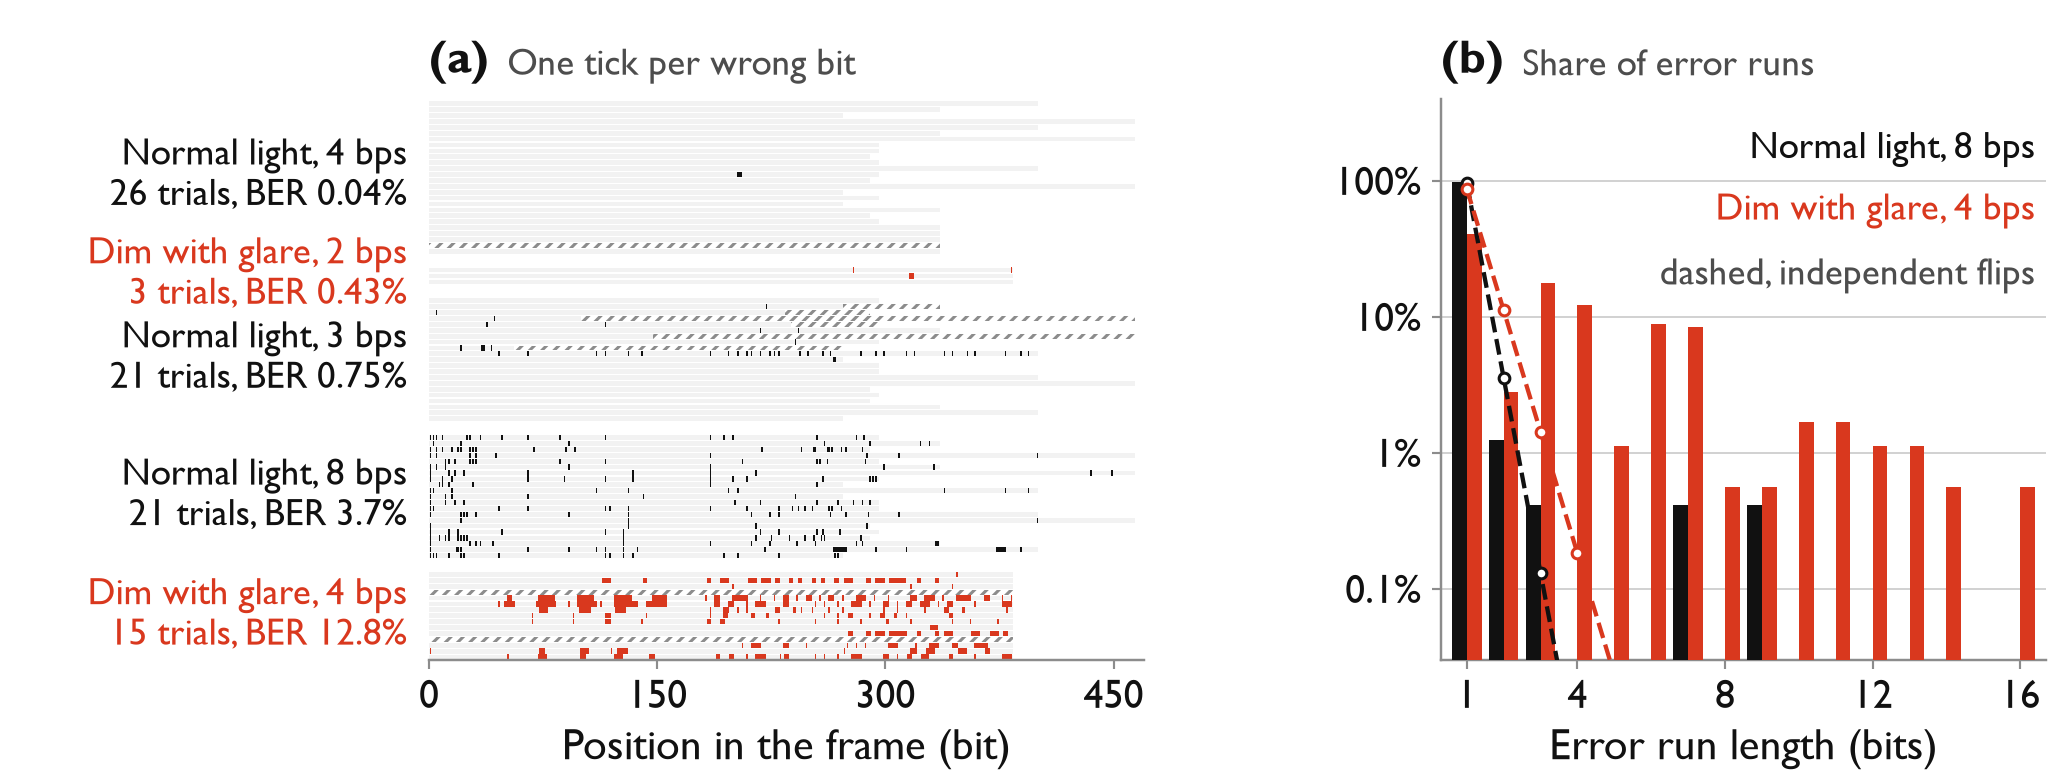 (a) One tick per wrong bit
Normal light, 4 bps
26 trials, BER 0.04%
Dim with glare, 2 bps
3 trials, BER 0.43%
Normal light, 3 bps
21 trials, BER 0.75%
Normal light, 8 bps
21 trials, BER 3.7%
Dim with glare, 4 bps
15 trials, BER 12.8%
0 150 300 450
Position in the frame (bit)
(b) Share of error runs
Normal light, 8 bps
Dim with glare, 4 bps
dashed, independent flips
100%
10%
1%
0.1%
1 4 8 12 16
Error run length (bits)